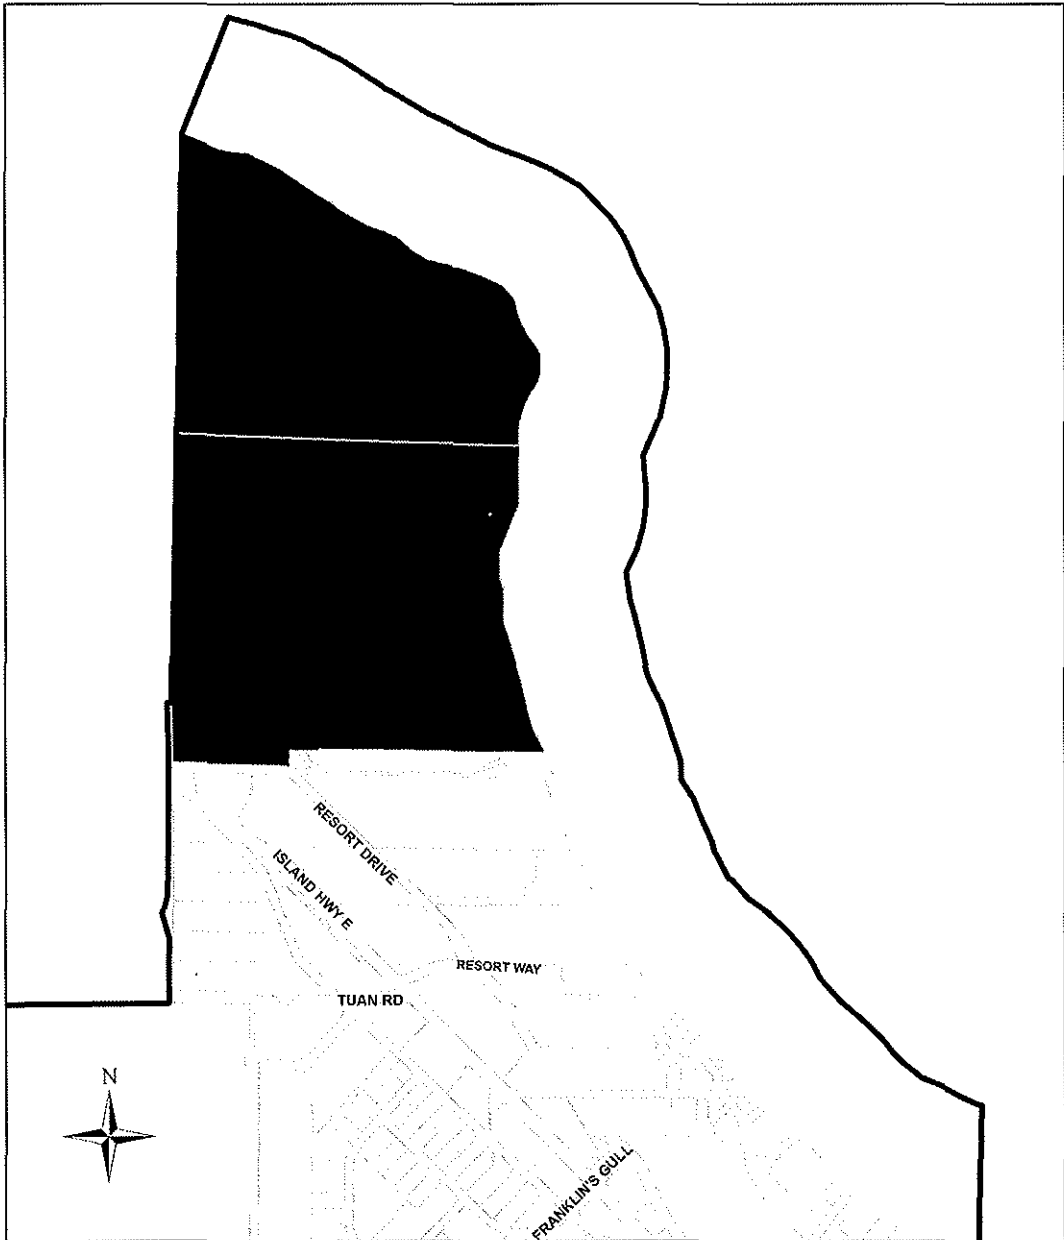 RESORT DRIVE
ISLAND HWY E
RESORT WAY
TUAN RD
N
FRANKLIN'S GULL